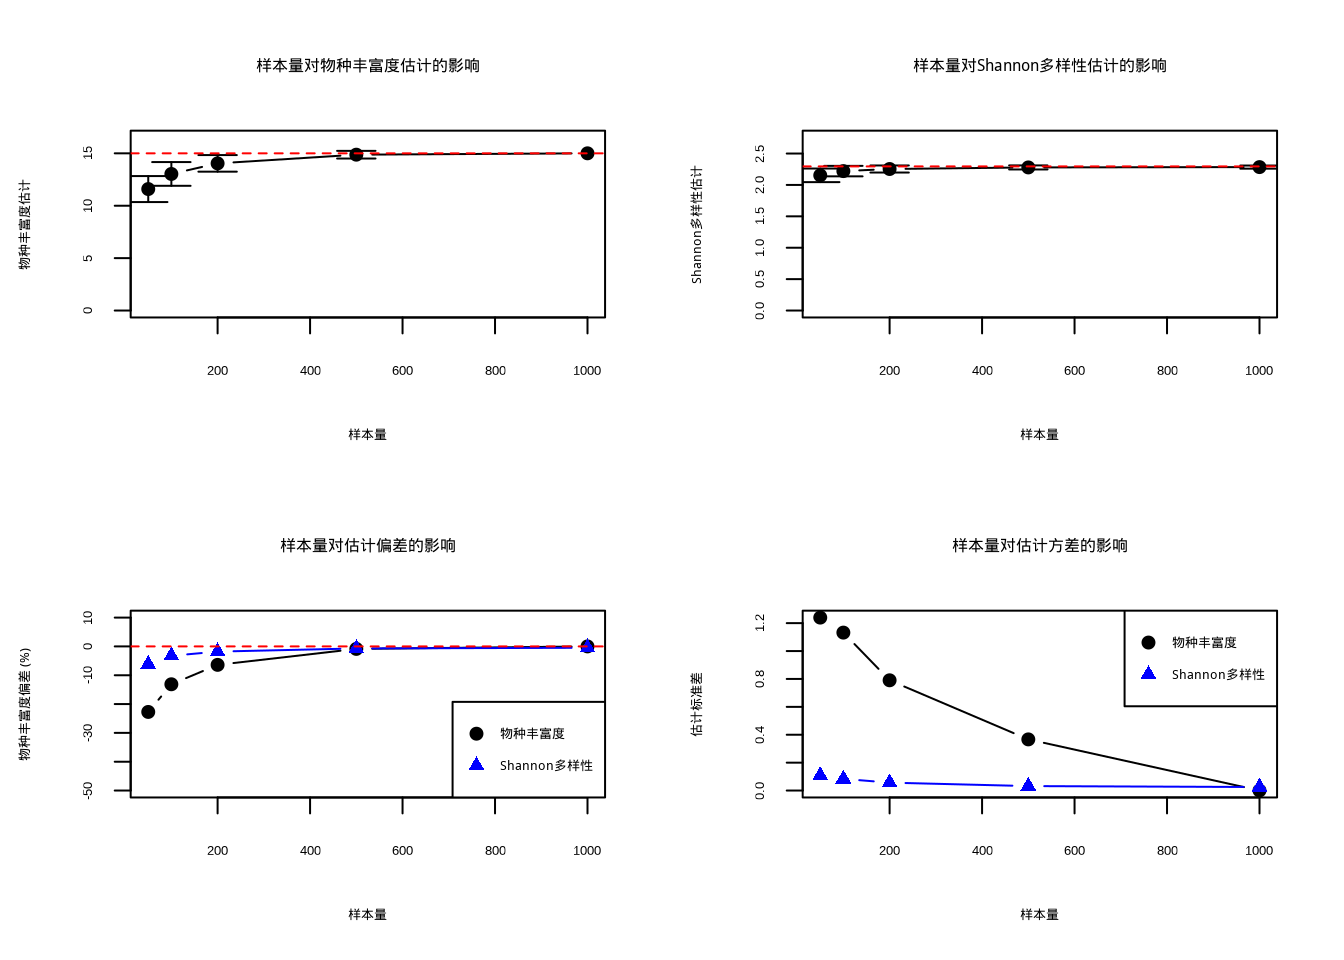 样本量对物种丰富度估计的影响
物种丰富度估计
15
10
5
0
200 400 600 800 1000
样本量
样本量对Shannon多样性估计的影响
Shannon多样性估计
2.5
2.0
1.5
1.0
0.5
0.0
200 400 600 800 1000
样本量
样本量对估计偏差的影响
物种丰富度偏差 (%)
10
0
-10
-30
-50
物种丰富度
Shannon多样性
200 400 600 800 1000
样本量
样本量对估计方差的影响
估计标准差
1.2
0.8
0.4
0.0
物种丰富度
Shannon多样性
200 400 600 800 1000
样本量